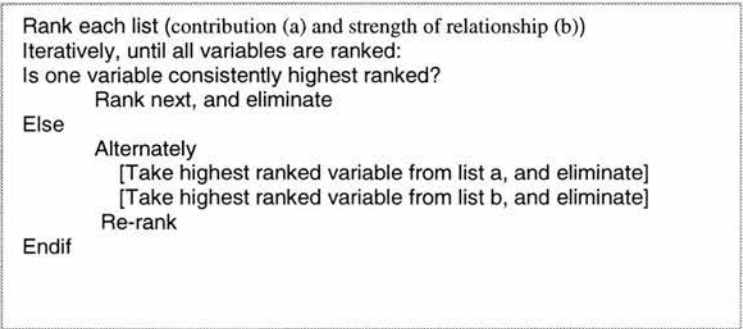 Rank each list (contribution (a) and strength of relationship (b))
Iteratively, until all variables are ranked:
Is one variable consistently highest ranked?
Rank next, and eliminate
Else
Alternately
[Take highest ranked variable from list a, and eliminate]
[Take highest ranked variable from list b, and eliminate]
Re-rank
Endif